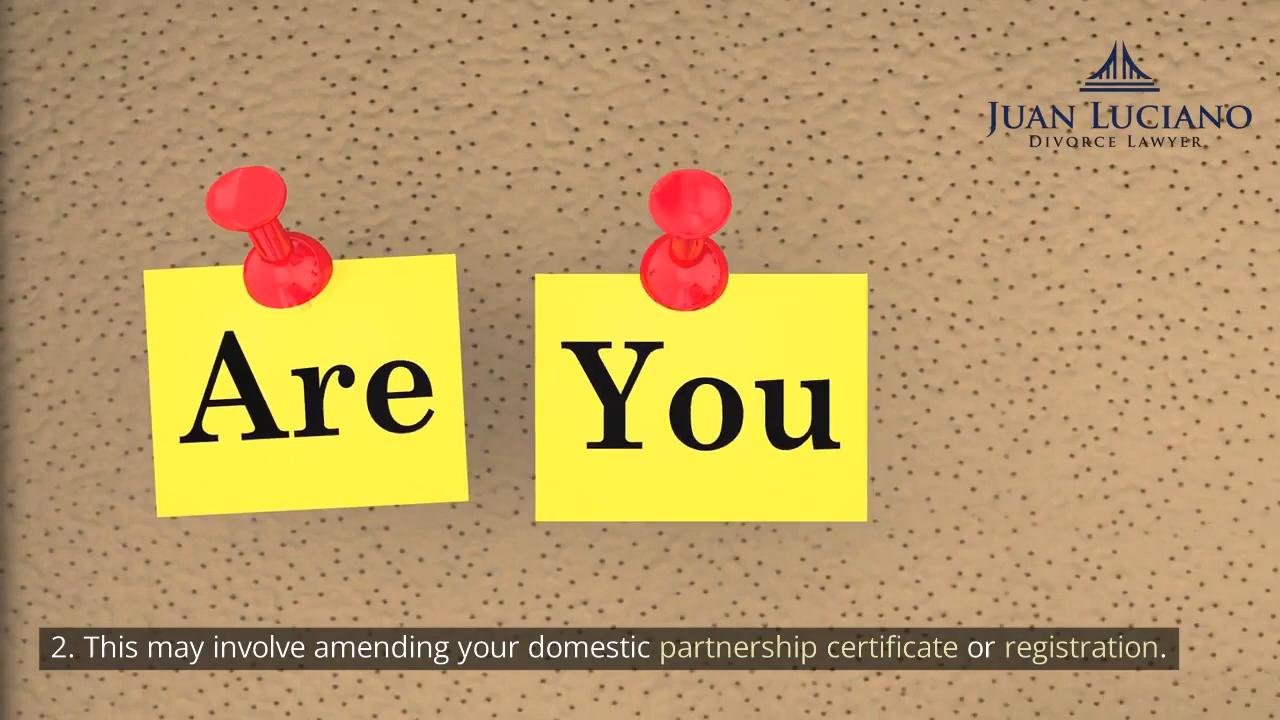 JUAN LUCIANO
DIVORCE LAWYER
Are You
2. This may involve amending your domestic partnership certificate or registration.